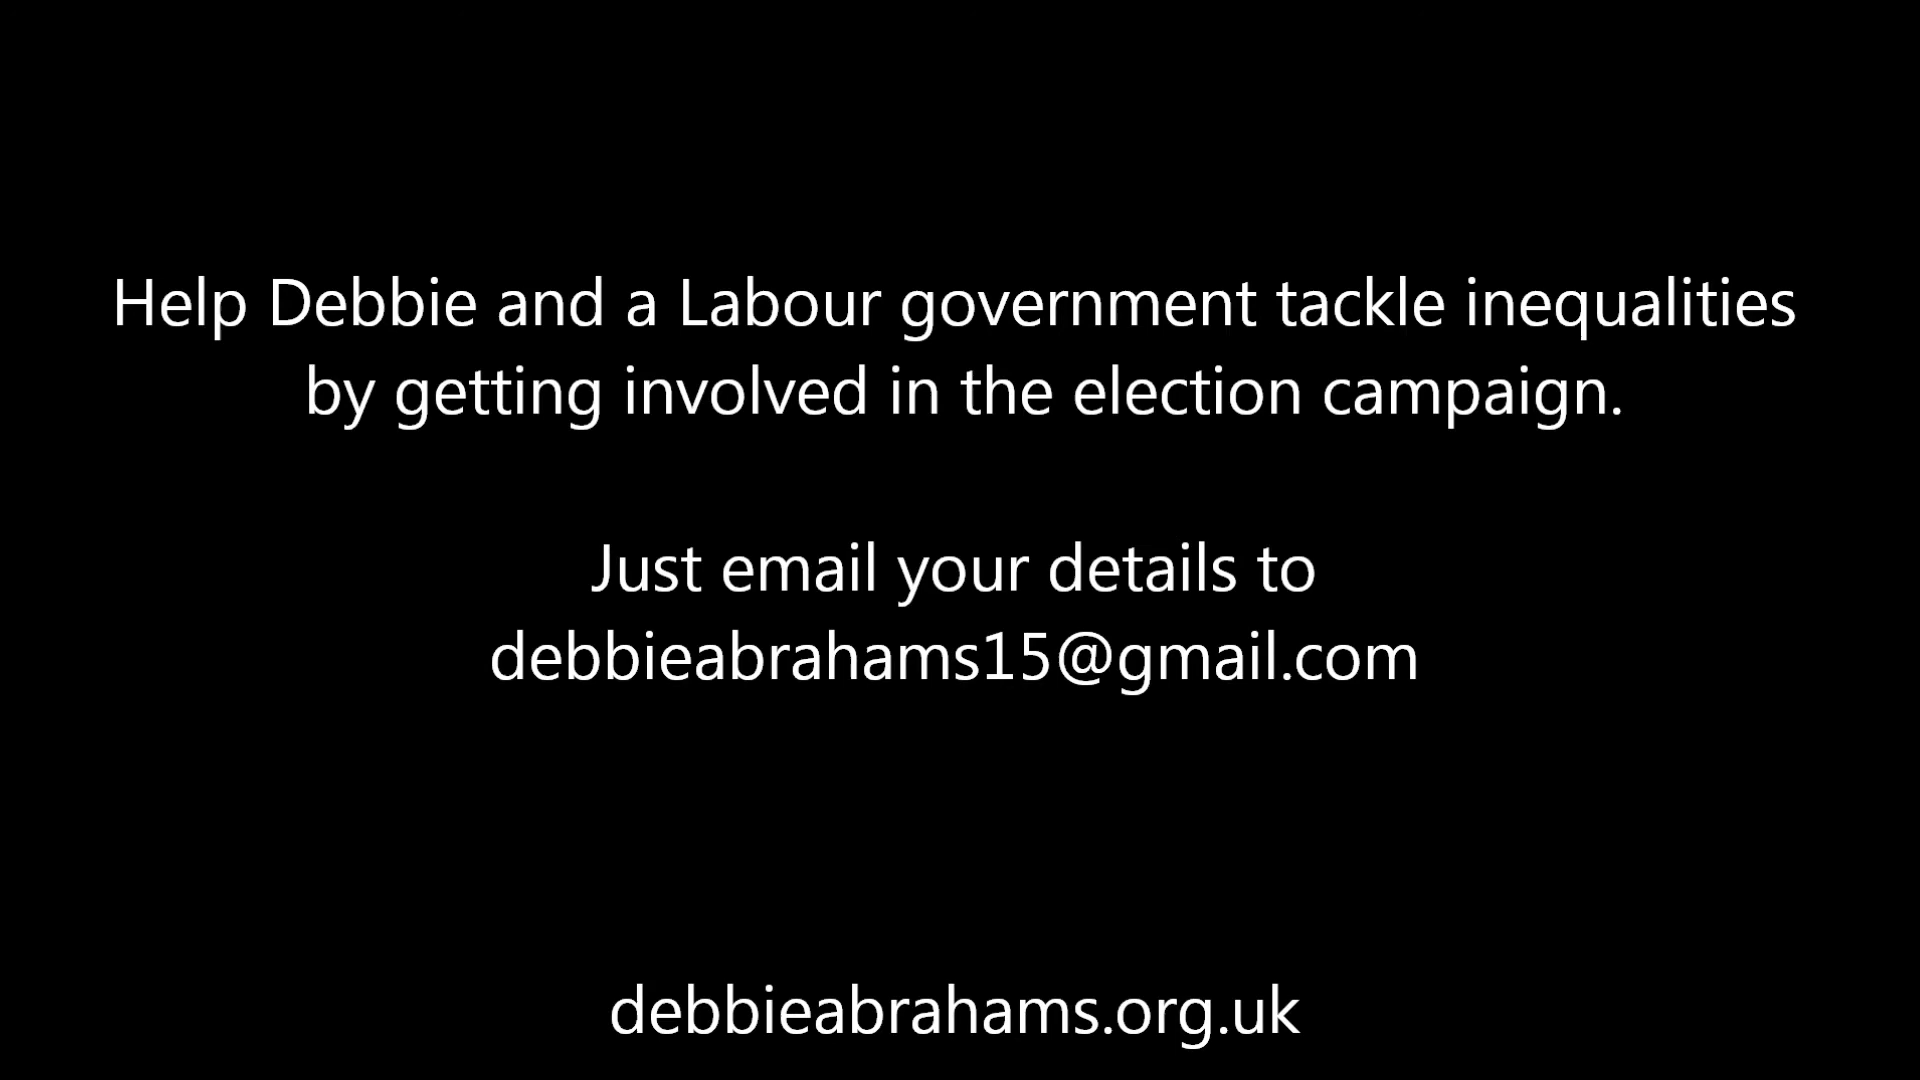 Help Debbie and a Labour government tackle inequalities
by getting involved in the election campaign.
Just email your details to
debbieabrahams15@gmail.com
debbieabrahams.org.uk